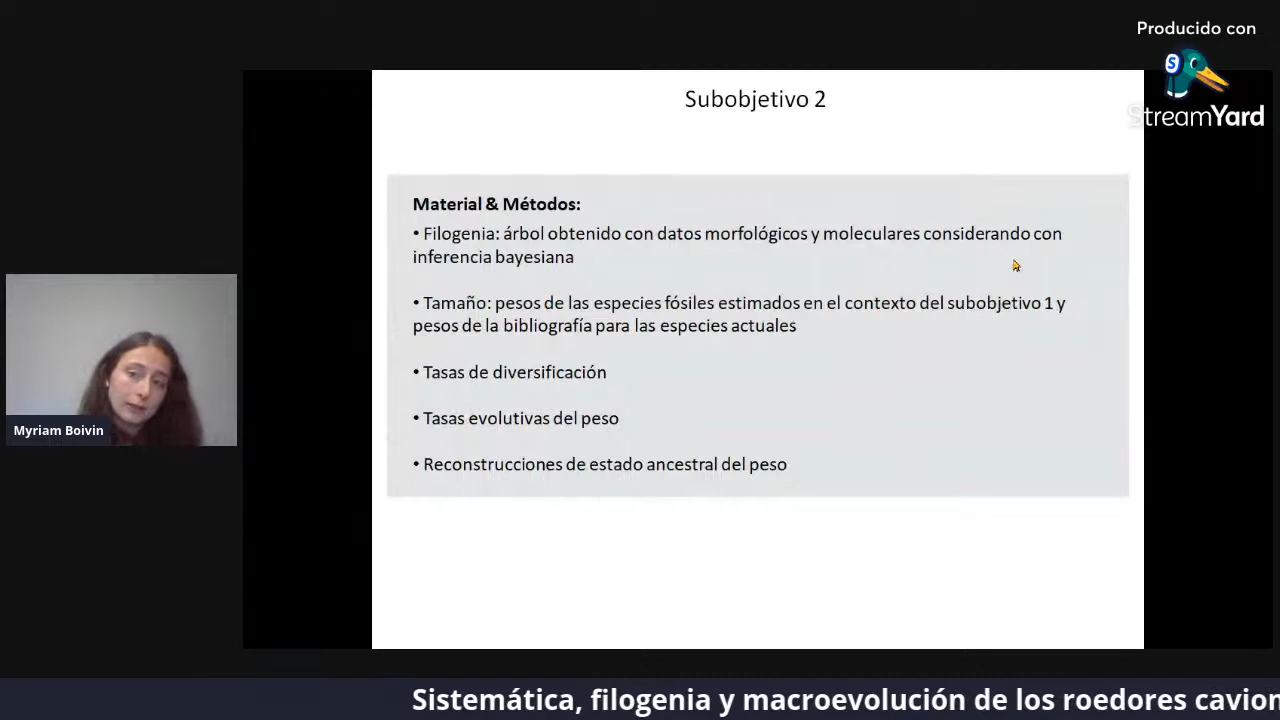 Producido con
StreamYard
Subobjetivo 2
Material & Métodos:
• Filogenia: árbol obtenido con datos morfológicos y moleculares considerando con
inferencia bayesiana
• Tamaño: pesos de las especies fósiles estimados en el contexto del subobjetivo 1 y
pesos de la bibliografía para las especies actuales
• Tasas de diversificación
• Tasas evolutivas del peso
• Reconstrucciones de estado ancestral del peso
Myriam Boivin
Sistemática, filogenia y macroevolución de los roedores